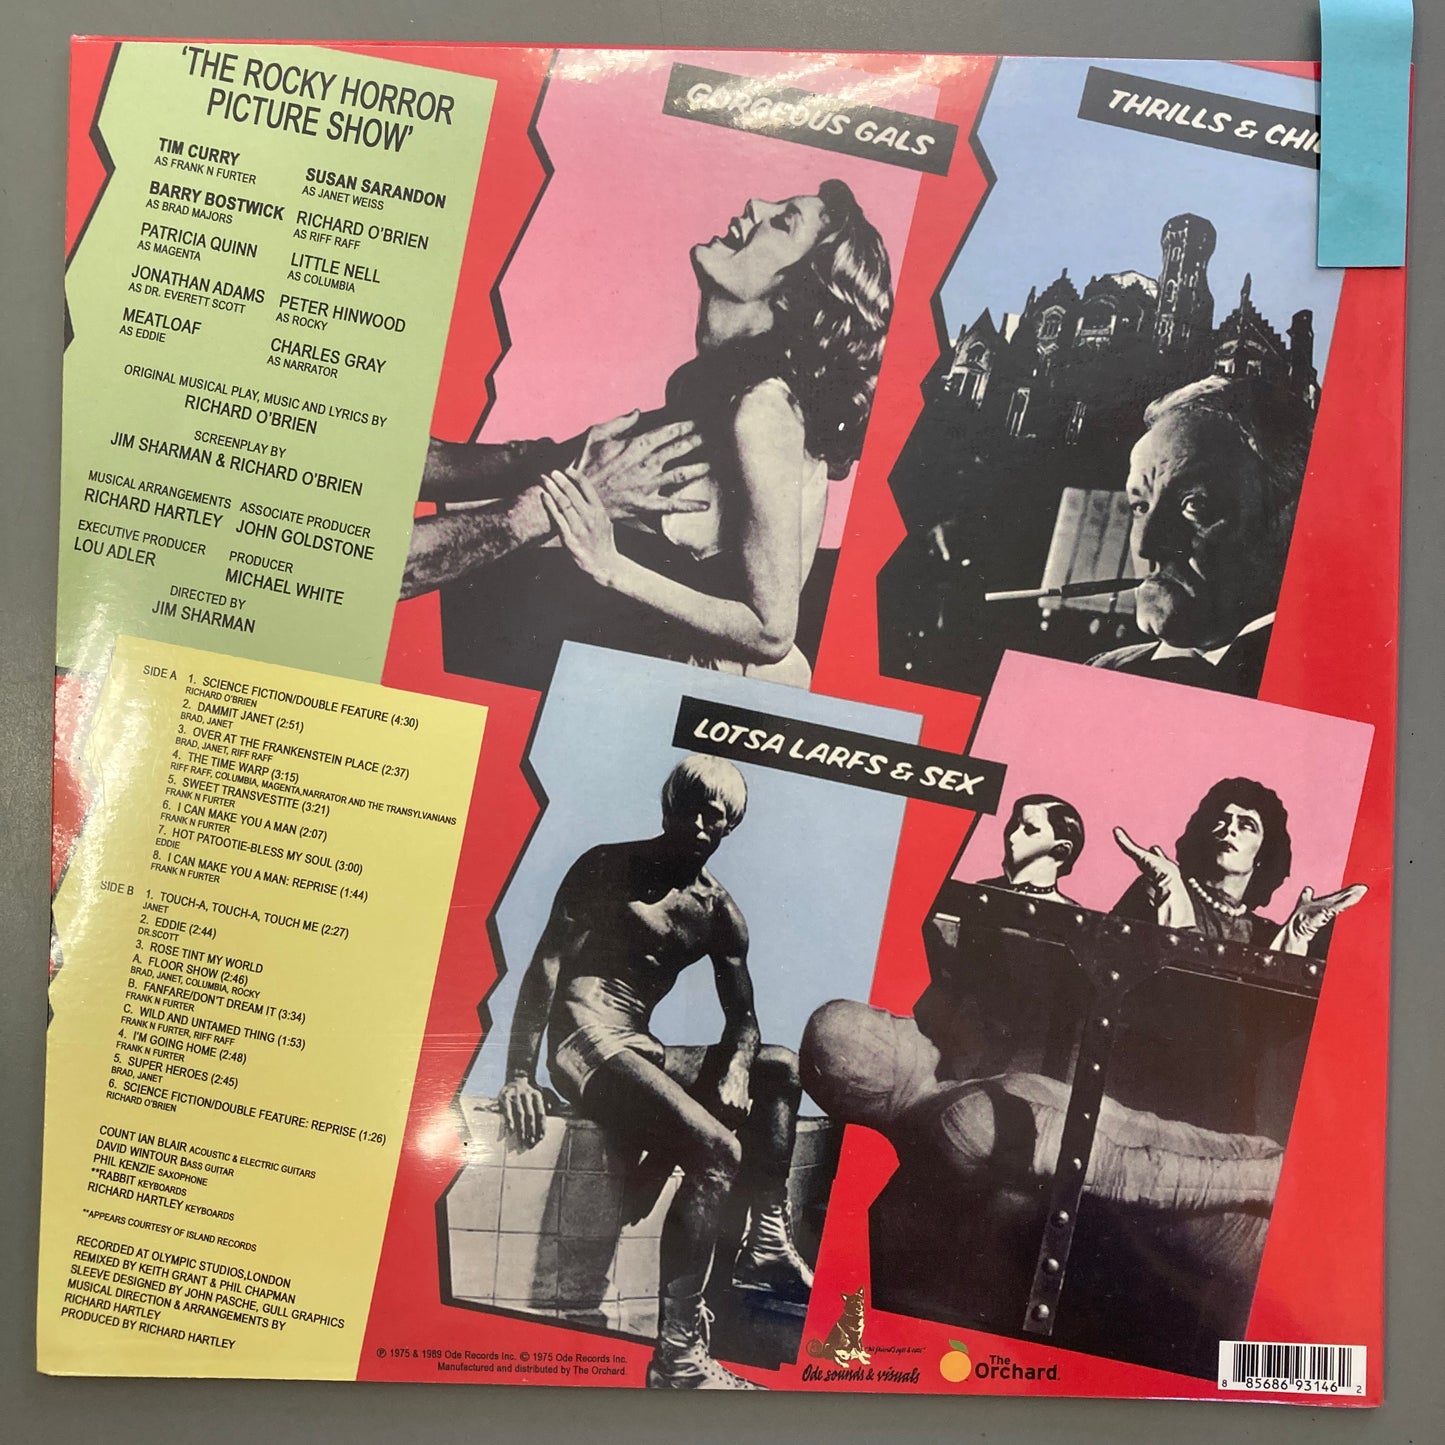 'THE ROCKY HORROR
PICTURE SHOW'
TIM CURRY
AS FRANK N FURTER
SUSAN SARANDON
AS JANET WEISS
BARRY BOSTWICK
AS BRAD MAJORS
RICHARD O'BRIEN
AS RIFF RAFF
PATRICIA QUINN
AS MAGENTA
LITTLE NELL
AS COLUMBIA
JONATHAN ADAMS
AS DR. EVERETT SCOTT
PETER HINWOOD
AS ROCKY
MEATLOAF
AS EDDIE
CHARLES GRAY
AS NARRATOR
ORIGINAL MUSICAL PLAY, MUSIC AND LYRICS BY
RICHARD O'BRIEN
SCREENPLAY BY
JIM SHARMAN & RICHARD O'BRIEN
MUSICAL ARRANGEMENTS
RICHARD HARTLEY
ASSOCIATE PRODUCER
JOHN GOLDSTONE
EXECUTIVE PRODUCER
LOU ADLER
PRODUCER
MICHAEL WHITE
DIRECTED BY
JIM SHARMAN
GORGEOUS GALS
THRILLS & CHIL
LOTSA LARFS & SEX
SIDE A 1. SCIENCE FICTION/DOUBLE FEATURE (4:30)
RICHARD O'BRIEN
2. DAMMIT JANET (2:51)
BRAD, JANET
3. OVER AT THE FRANKENSTEIN PLACE (2:37)
BRAD, JANET, RIFF RAFF
4. THE TIME WARP (3:15)
RIFF RAFF, COLUMBIA, MAGENTA,NARRATOR AND THE TRANSYLVANIANS
5. SWEET TRANSVESTITE (3:21)
FRANK N FURTER
6. I CAN MAKE YOU A MAN (2:07)
FRANK N FURTER
7. HOT PATOOTIE-BLESS MY SOUL (3:00)
EDDIE
8. I CAN MAKE YOU A MAN: REPRISE (1:44)
FRANK N FURTER
SIDE B 1. TOUCH-A, TOUCH-A, TOUCH ME (2:27)
JANET
2. EDDIE (2:44)
DR.SCOTT
3. ROSE TINT MY WORLD
A. FLOOR SHOW (2:46)
BRAD, JANET, COLUMBIA, ROCKY
B. FANFARE/DON'T DREAM IT (3:34)
FRANK N FURTER
C. WILD AND UNTAMED THING (1:53)
FRANK N FURTER, RIFF RAFF
4. I'M GOING HOME (2:48)
FRANK N FURTER
5. SUPER HEROES (2:45)
BRAD, JANET
6. SCIENCE FICTION/DOUBLE FEATURE: REPRISE (1:26)
RICHARD O'BRIEN
COUNT IAN BLAIR ACOUSTIC & ELECTRIC GUITARS
DAVID WINTOUR BASS GUITAR
PHIL KENZIE SAXOPHONE
**RABBIT KEYBOARDS
RICHARD HARTLEY KEYBOARDS
**APPEARS COURTESY OF ISLAND RECORDS
RECORDED AT OLYMPIC STUDIOS,LONDON
REMIXED BY KEITH GRANT & PHIL CHAPMAN
SLEEVE DESIGNED BY JOHN PASCHE, GULL GRAPHICS
MUSICAL DIRECTION & ARRANGEMENTS BY
RICHARD HARTLEY
PRODUCED BY RICHARD HARTLEY
℗ 1975 & 1989 Ode Records Inc. © 1975 Ode Records Inc.
Manufactured and distributed by The Orchard.
Ode sounds & visuals
The
Orchard
8 85686 93146 2